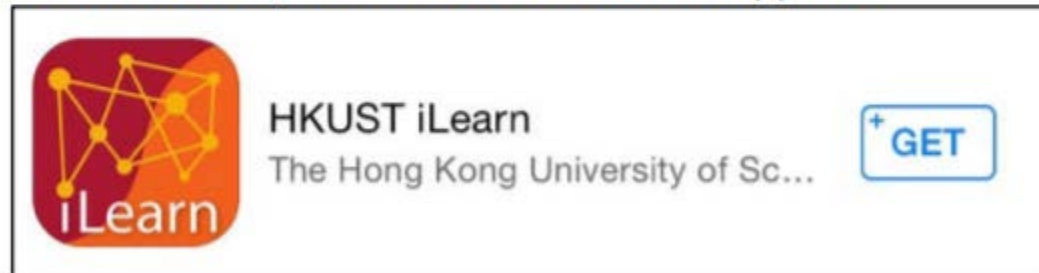 HKUST iLearn
The Hong Kong University of Sc...
+ GET
iLearn